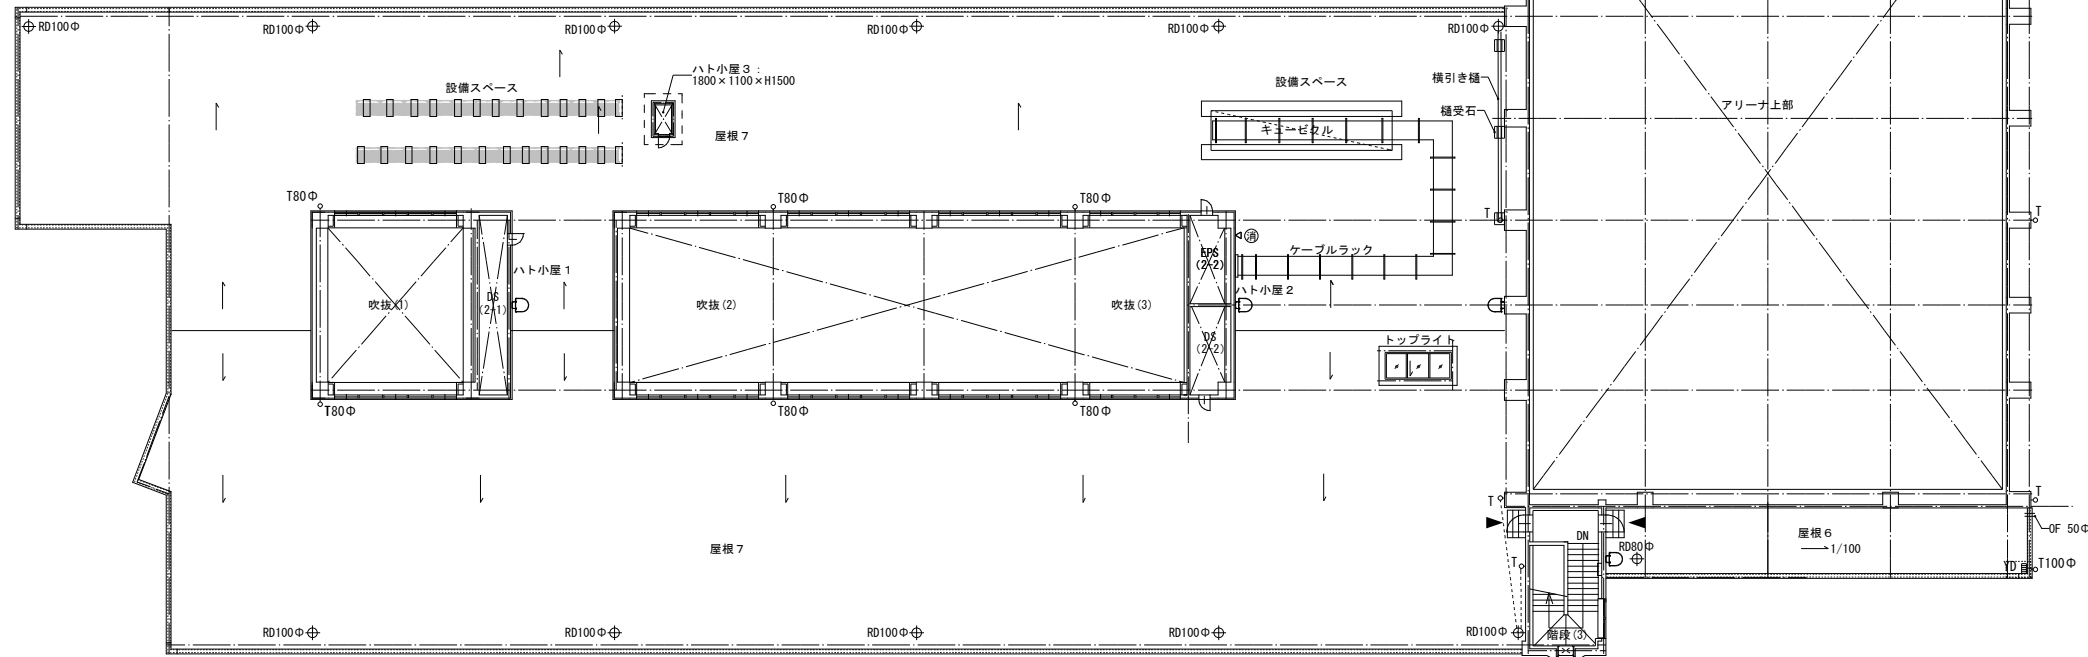 RD100Φ
RD100Φ
RD100Φ
RD100Φ
RD100Φ
RD100Φ
ハト小屋３：
1800×1100×H1500
設備スペース
設備スペース
横引き樋
アリーナ上部
樋受石
キュービクル
屋根７
T80Φ
T80Φ
T80Φ
T
T
消
EPS
(2-2)
ケーブルラック
ハト小屋１
ハト小屋２
吹抜(1)
DS
(2-1)
吹抜(2)
吹抜(3)
DS
(2-2)
トップライト
T80Φ
T80Φ
T80Φ
T
T
OF 50Φ
DN
屋根６
1/100
屋根７
RD80Φ
T
YD
T100Φ
RD100Φ
RD100Φ
RD100Φ
RD100Φ
RD100Φ
階段(3)